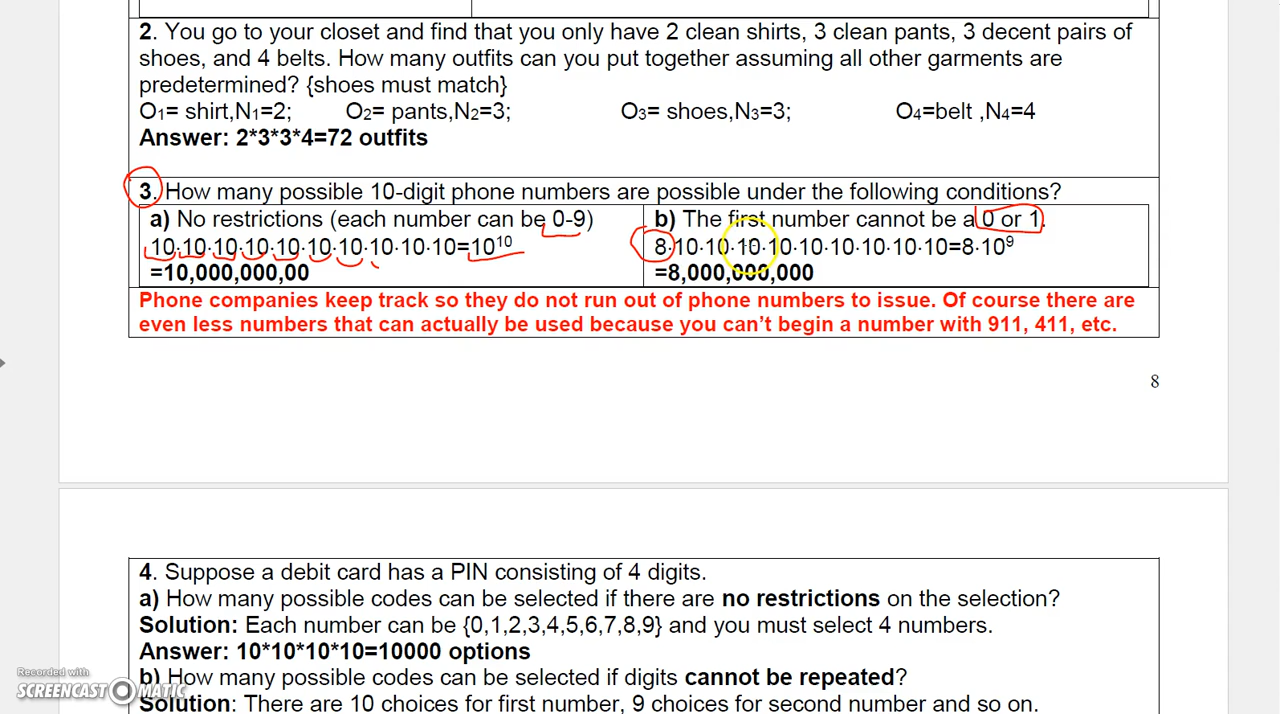 2. You go to your closet and find that you only have 2 clean shirts, 3 clean pants, 3 decent pairs of
shoes, and 4 belts. How many outfits can you put together assuming all other garments are
predetermined? {shoes must match}
O1= shirt,N1=2; O2= pants,N2=3; O3= shoes,N3=3; O4=belt ,N4=4
Answer: 2*3*3*4=72 outfits
3. How many possible 10-digit phone numbers are possible under the following conditions?
a) No restrictions (each number can be 0-9)
10·10·10·10·10·10·10·10·10·10=10¹⁰
=10,000,000,00
b) The first number cannot be a 0 or 1.
8·10·10·10·10·10·10·10·10·10=8·10⁹
=8,000,000,000
Phone companies keep track so they do not run out of phone numbers to issue. Of course there are
even less numbers that can actually be used because you can't begin a number with 911, 411, etc.
8
4. Suppose a debit card has a PIN consisting of 4 digits.
a) How many possible codes can be selected if there are no restrictions on the selection?
Solution: Each number can be {0,1,2,3,4,5,6,7,8,9} and you must select 4 numbers.
Answer: 10*10*10*10=10000 options
b) How many possible codes can be selected if digits cannot be repeated?
Solution: There are 10 choices for first number, 9 choices for second number and so on.
Recorded with
SCREENCAST O MATIC